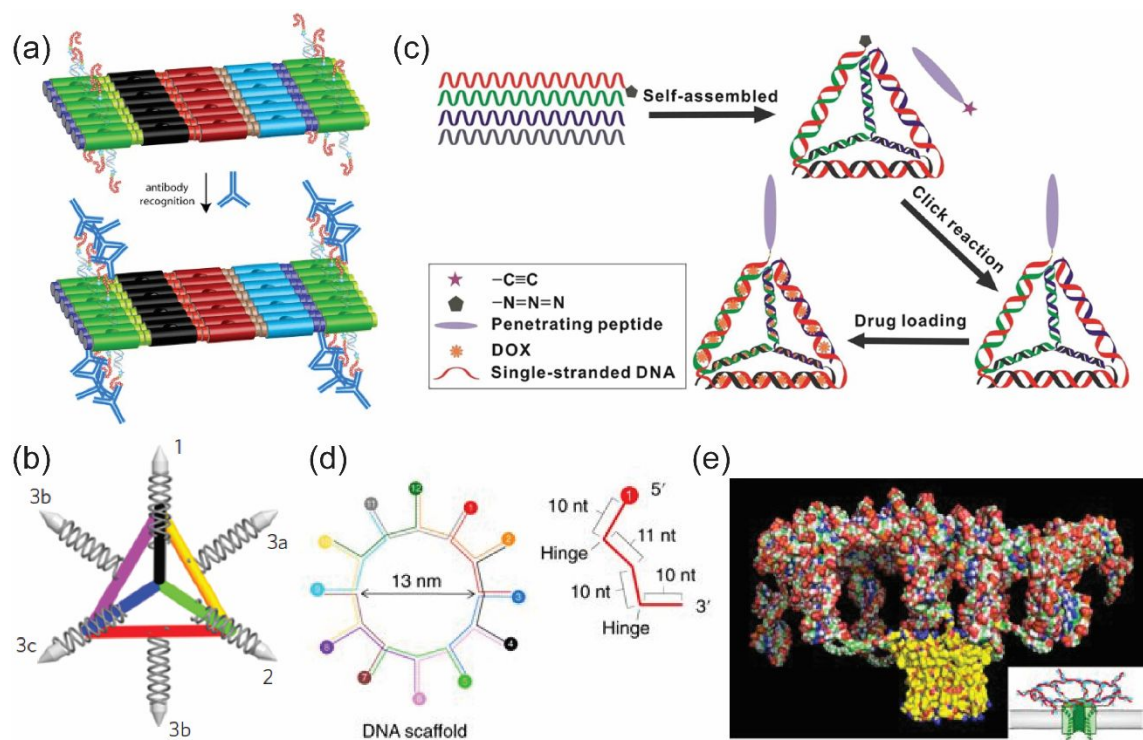 (a)
antibody
recognition
(c)
Self-assembled
Click reaction
Drug loading
–C≡C
–N=N=N
Penetrating peptide
DOX
Single-stranded DNA
(b)
1
3b
3a
3c
2
3b
(d)
11
12
1
2
9
13 nm
3
8
4
7
DNA scaffold
1
5′
10 nt
11 nt
Hinge
10 nt
10 nt
3′
Hinge
(e)